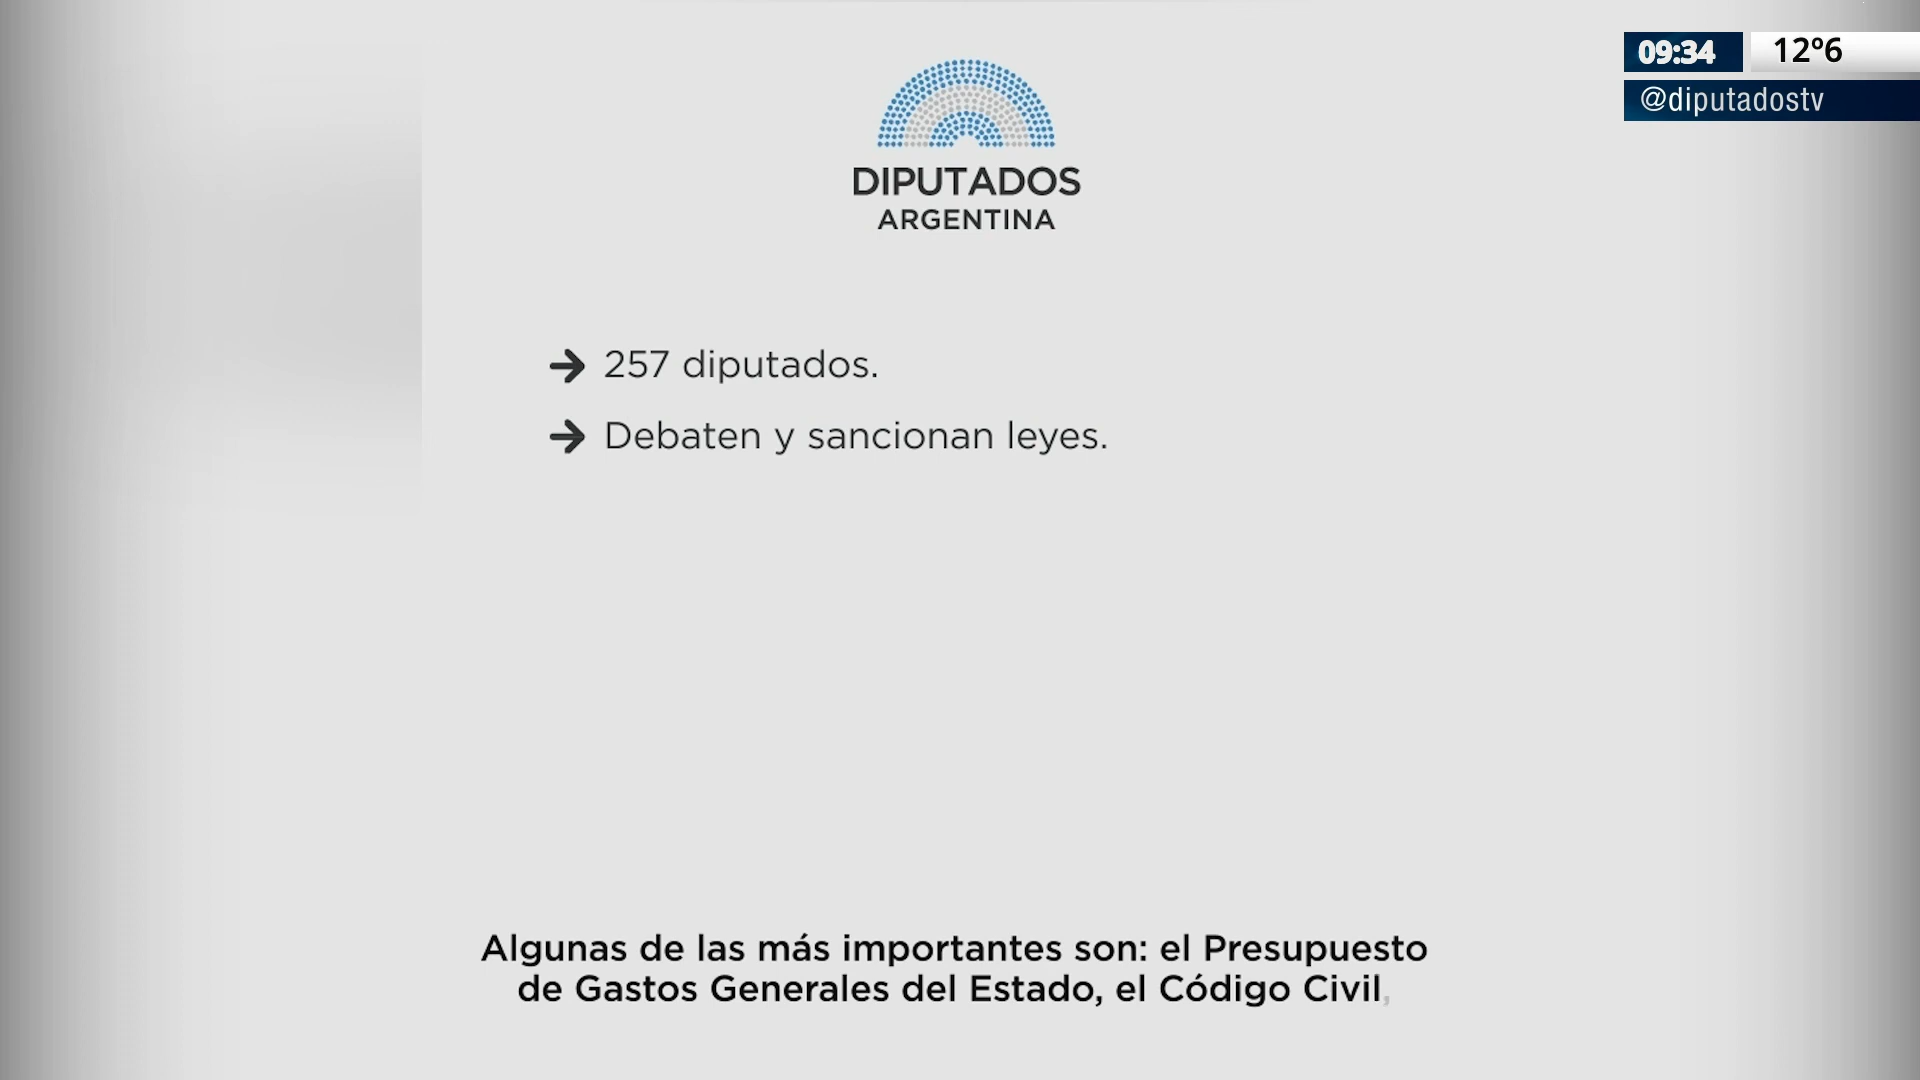 09:34
12º6
@diputadostv
DIPUTADOS
ARGENTINA
→ 257 diputados.
→ Debaten y sancionan leyes.
Algunas de las más importantes son: el Presupuesto
de Gastos Generales del Estado, el Código Civil,